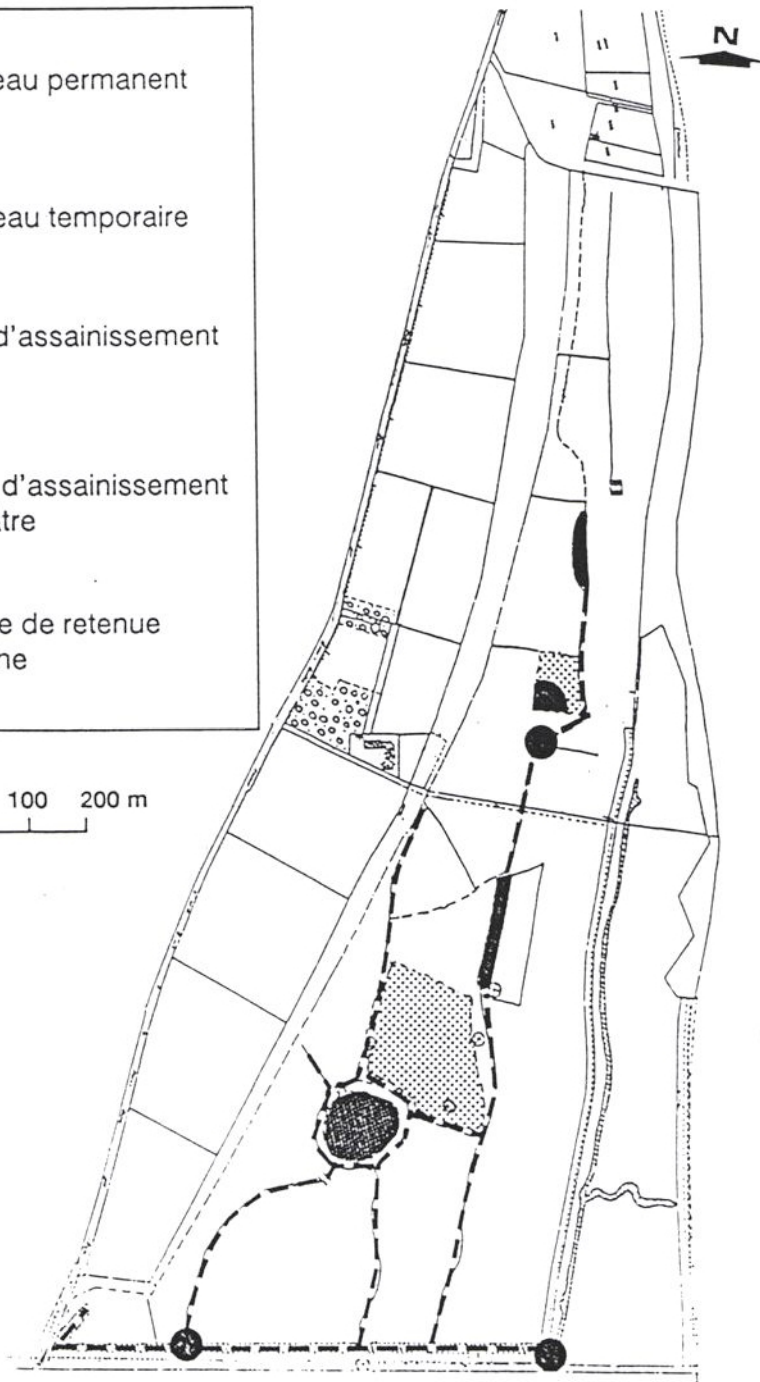 eau permanent
eau temporaire
d'assainissement
d'assainissement
tre
e de retenue
ne
100 200 m
N